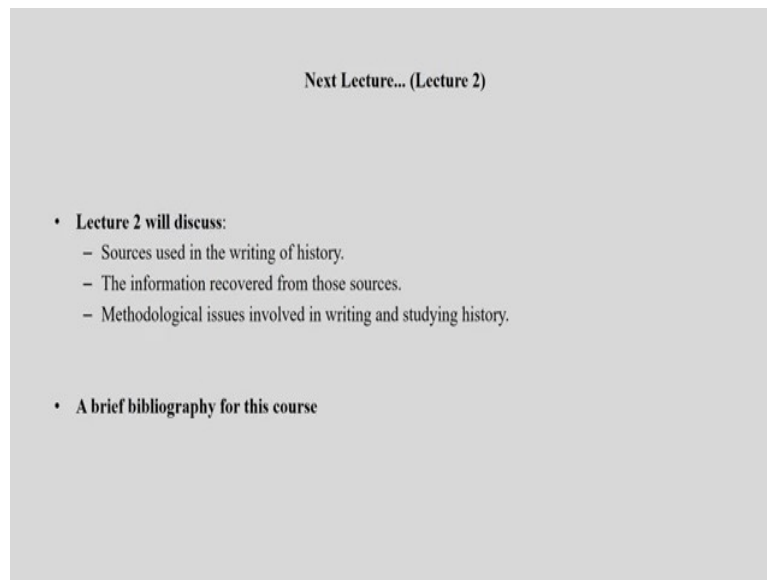 Next Lecture... (Lecture 2)
• Lecture 2 will discuss:
– Sources used in the writing of history.
– The information recovered from those sources.
– Methodological issues involved in writing and studying history.
• A brief bibliography for this course